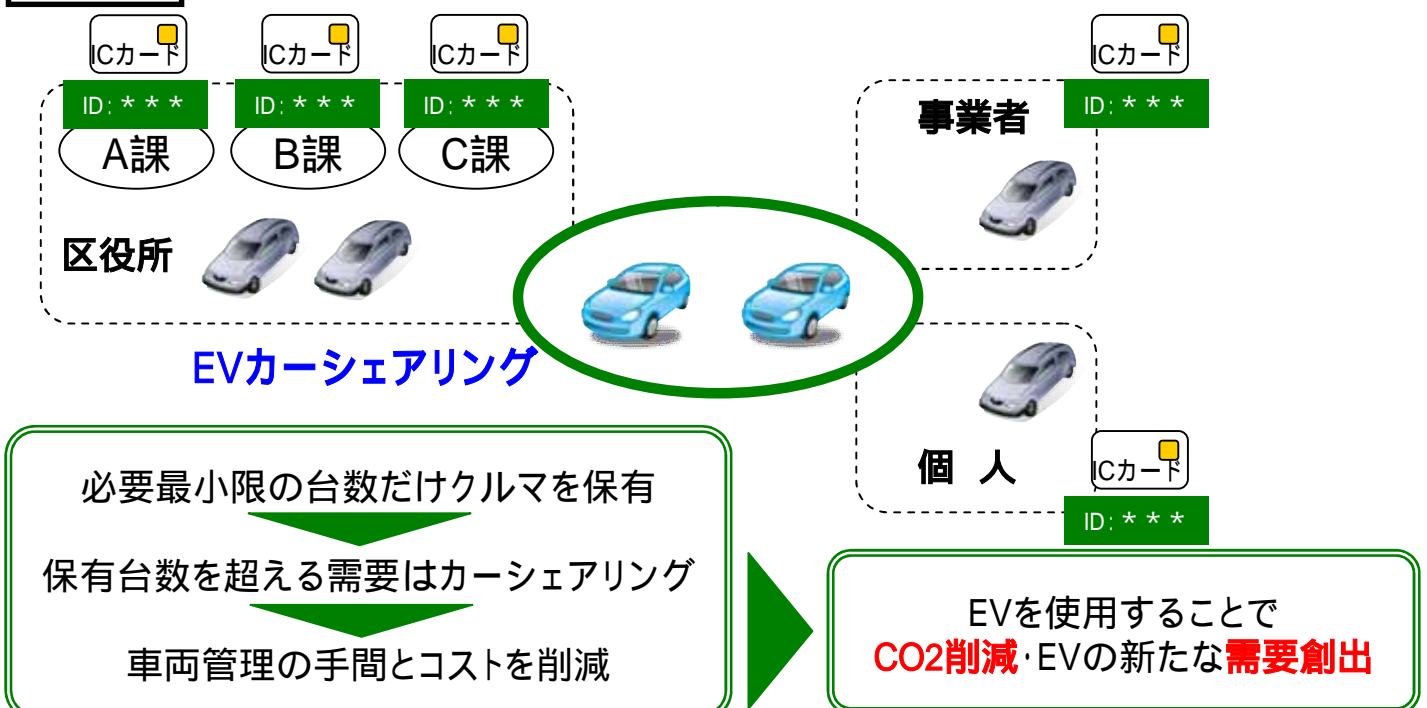 ICカード
ICカード
ICカード
ID:＊＊＊
ID:＊＊＊
ID:＊＊＊
A課
B課
C課
区役所
EVカーシェアリング
ICカード
事業者
ID:＊＊＊
個 人
ICカード
ID:＊＊＊
必要最小限の台数だけクルマを保有
保有台数を超える需要はカーシェアリング
車両管理の手間とコストを削減
EVを使用することで
CO2削減･EVの新たな需要創出